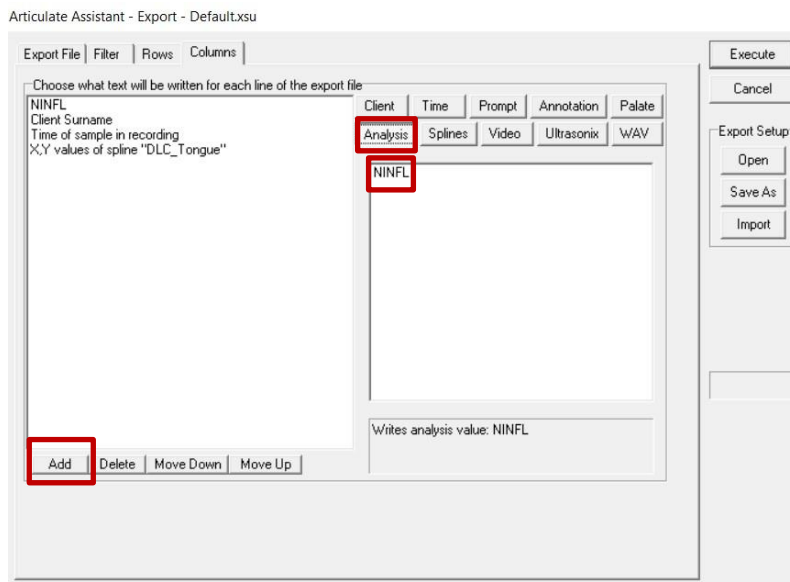 Articulate Assistant - Export - Default.xsu
Export File Filter Rows Columns
Choose what text will be written for each line of the export file
NINFL
Client Surname
Time of sample in recording
X,Y values of spline "DLC_Tongue"
Add Delete Move Down Move Up
Client Time Prompt Annotation Palate
Analysis Splines Video Ultrasonix WAV
NINFL
Writes analysis value: NINFL
Execute
Cancel
Export Setup
Open
Save As
Import